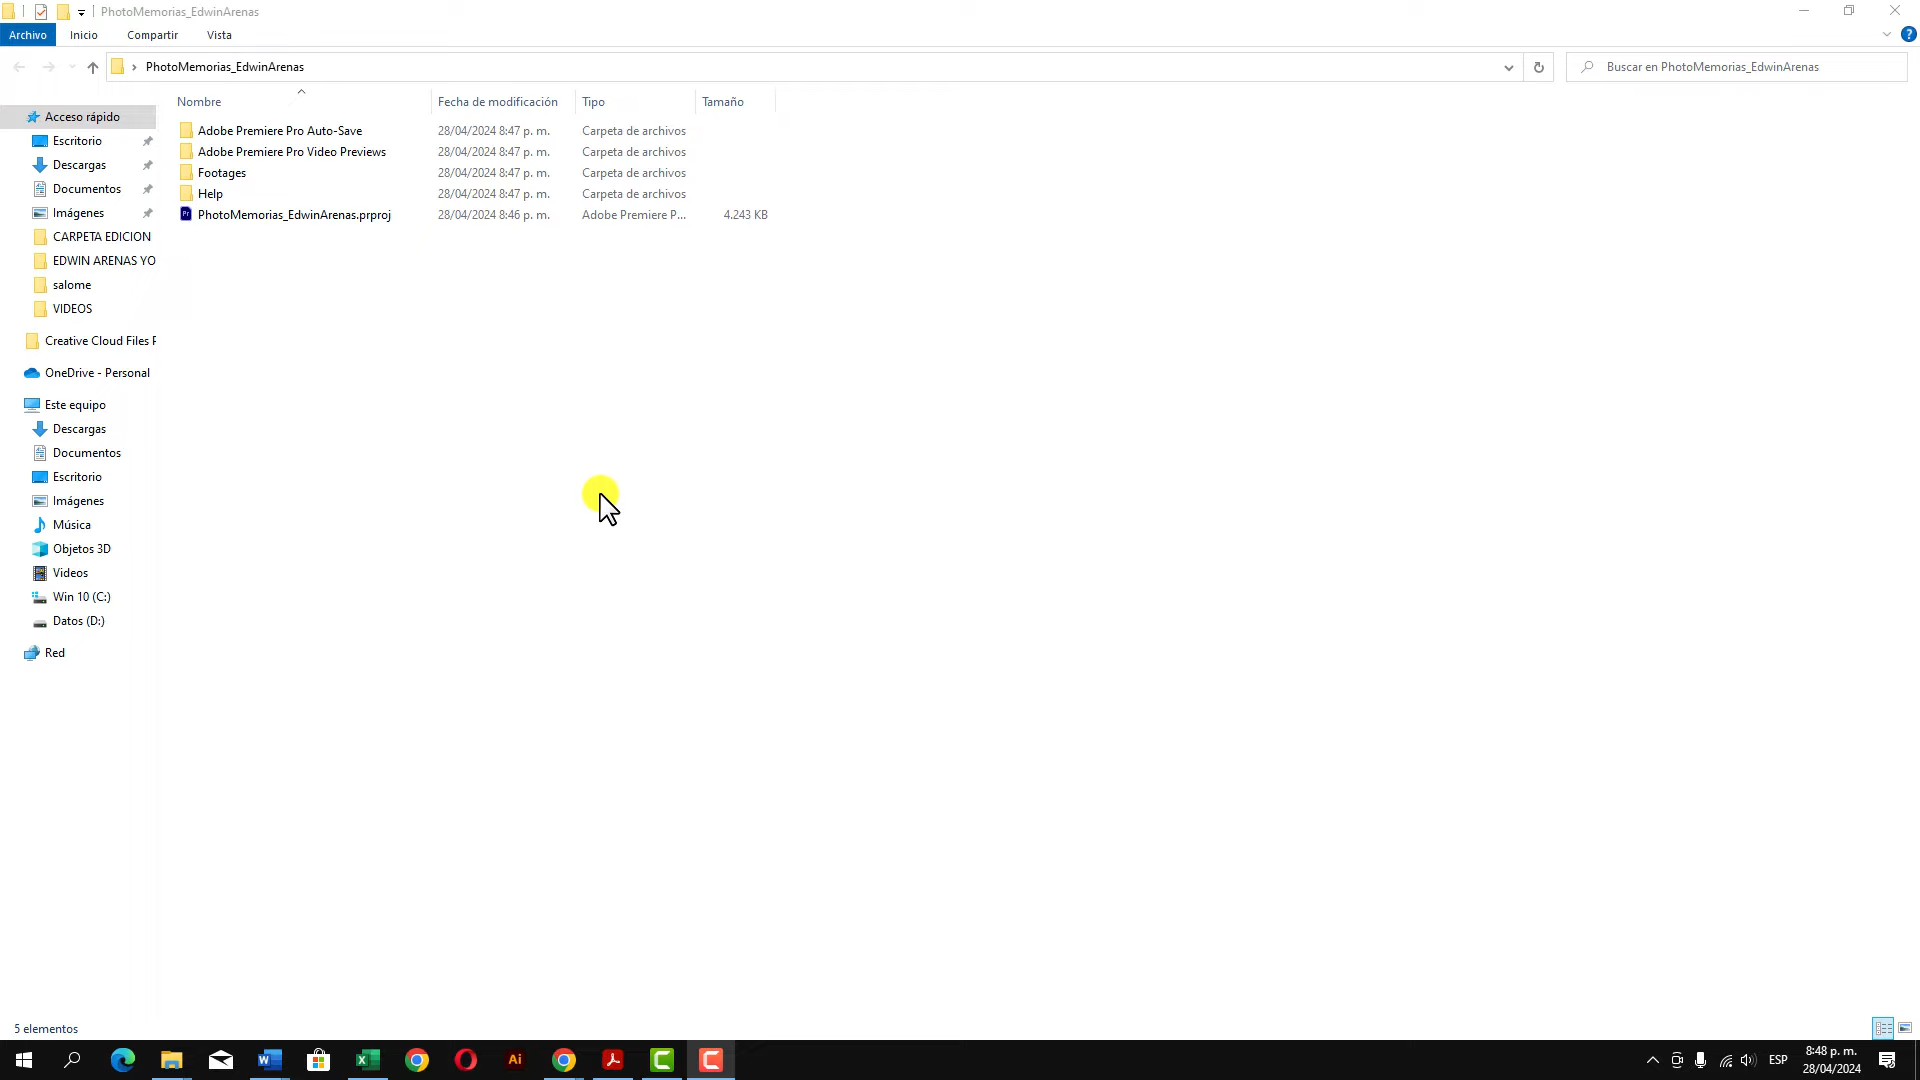 PhotoMemorias_EdwinArenas
Archivo Inicio Compartir Vista
PhotoMemorias_EdwinArenas
Buscar en PhotoMemorias_EdwinArenas
Nombre Fecha de modificación Tipo Tamaño
Adobe Premiere Pro Auto-Save 28/04/2024 8:47 p. m. Carpeta de archivos
Adobe Premiere Pro Video Previews 28/04/2024 8:47 p. m. Carpeta de archivos
Footages 28/04/2024 8:47 p. m. Carpeta de archivos
Help 28/04/2024 8:47 p. m. Carpeta de archivos
PhotoMemorias_EdwinArenas.prproj 28/04/2024 8:46 p. m. Adobe Premiere P... 4.243 KB
Acceso rápido
Escritorio
Descargas
Documentos
Imágenes
CARPETA EDICION
EDWIN ARENAS YO
salome
VIDEOS
Creative Cloud Files P
OneDrive - Personal
Este equipo
Descargas
Documentos
Escritorio
Imágenes
Música
Objetos 3D
Videos
Win 10 (C:)
Datos (D:)
Red
5 elementos
ESP
8:48 p. m.
28/04/2024